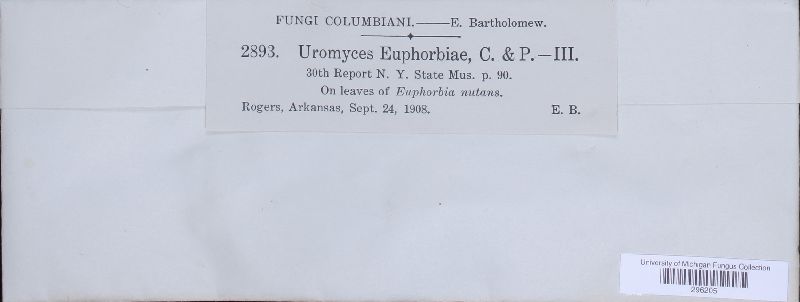 FUNGI COLUMBIANI.——E. Bartholomew.
2893. Uromyces Euphorbiae, C. & P.—III.
30th Report N. Y. State Mus. p. 90.
On leaves of Euphorbia nutans.
Rogers, Arkansas, Sept. 24, 1908. E. B.
University of Michigan Fungus Collection
296205